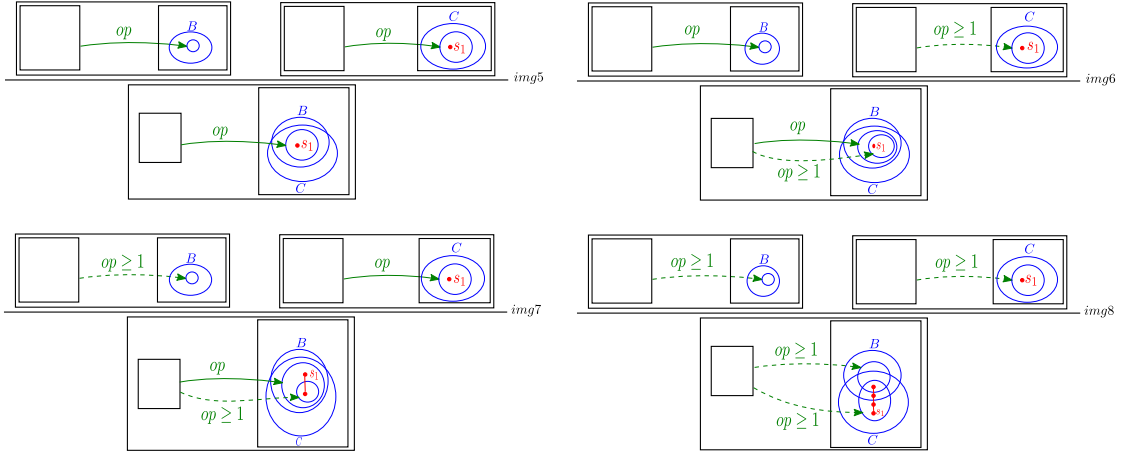 op B op C s₁ img5
op B s₁ C
op B op ≥ 1 C s₁ img6
op op ≥ 1 B s₁ C
op ≥ 1 B op C s₁ img7
op op ≥ 1 B s₁ C
op ≥ 1 B op ≥ 1 C s₁ img8
op ≥ 1 op ≥ 1 B s₁ C